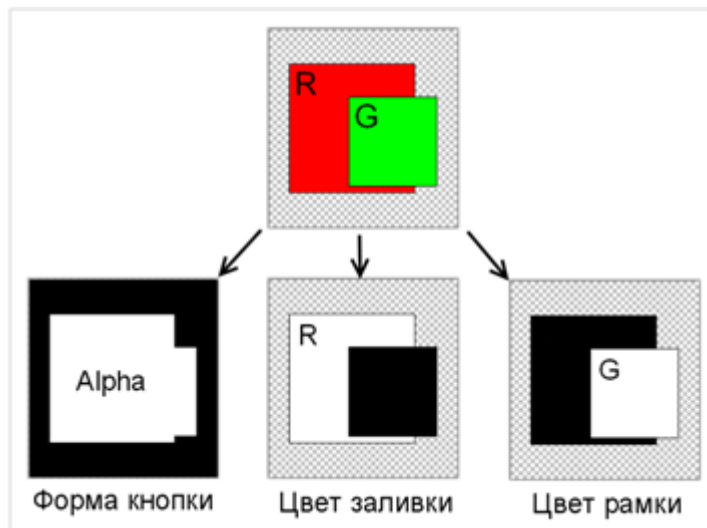 R
G
Alpha
R
G
Форма кнопки
Цвет заливки
Цвет рамки